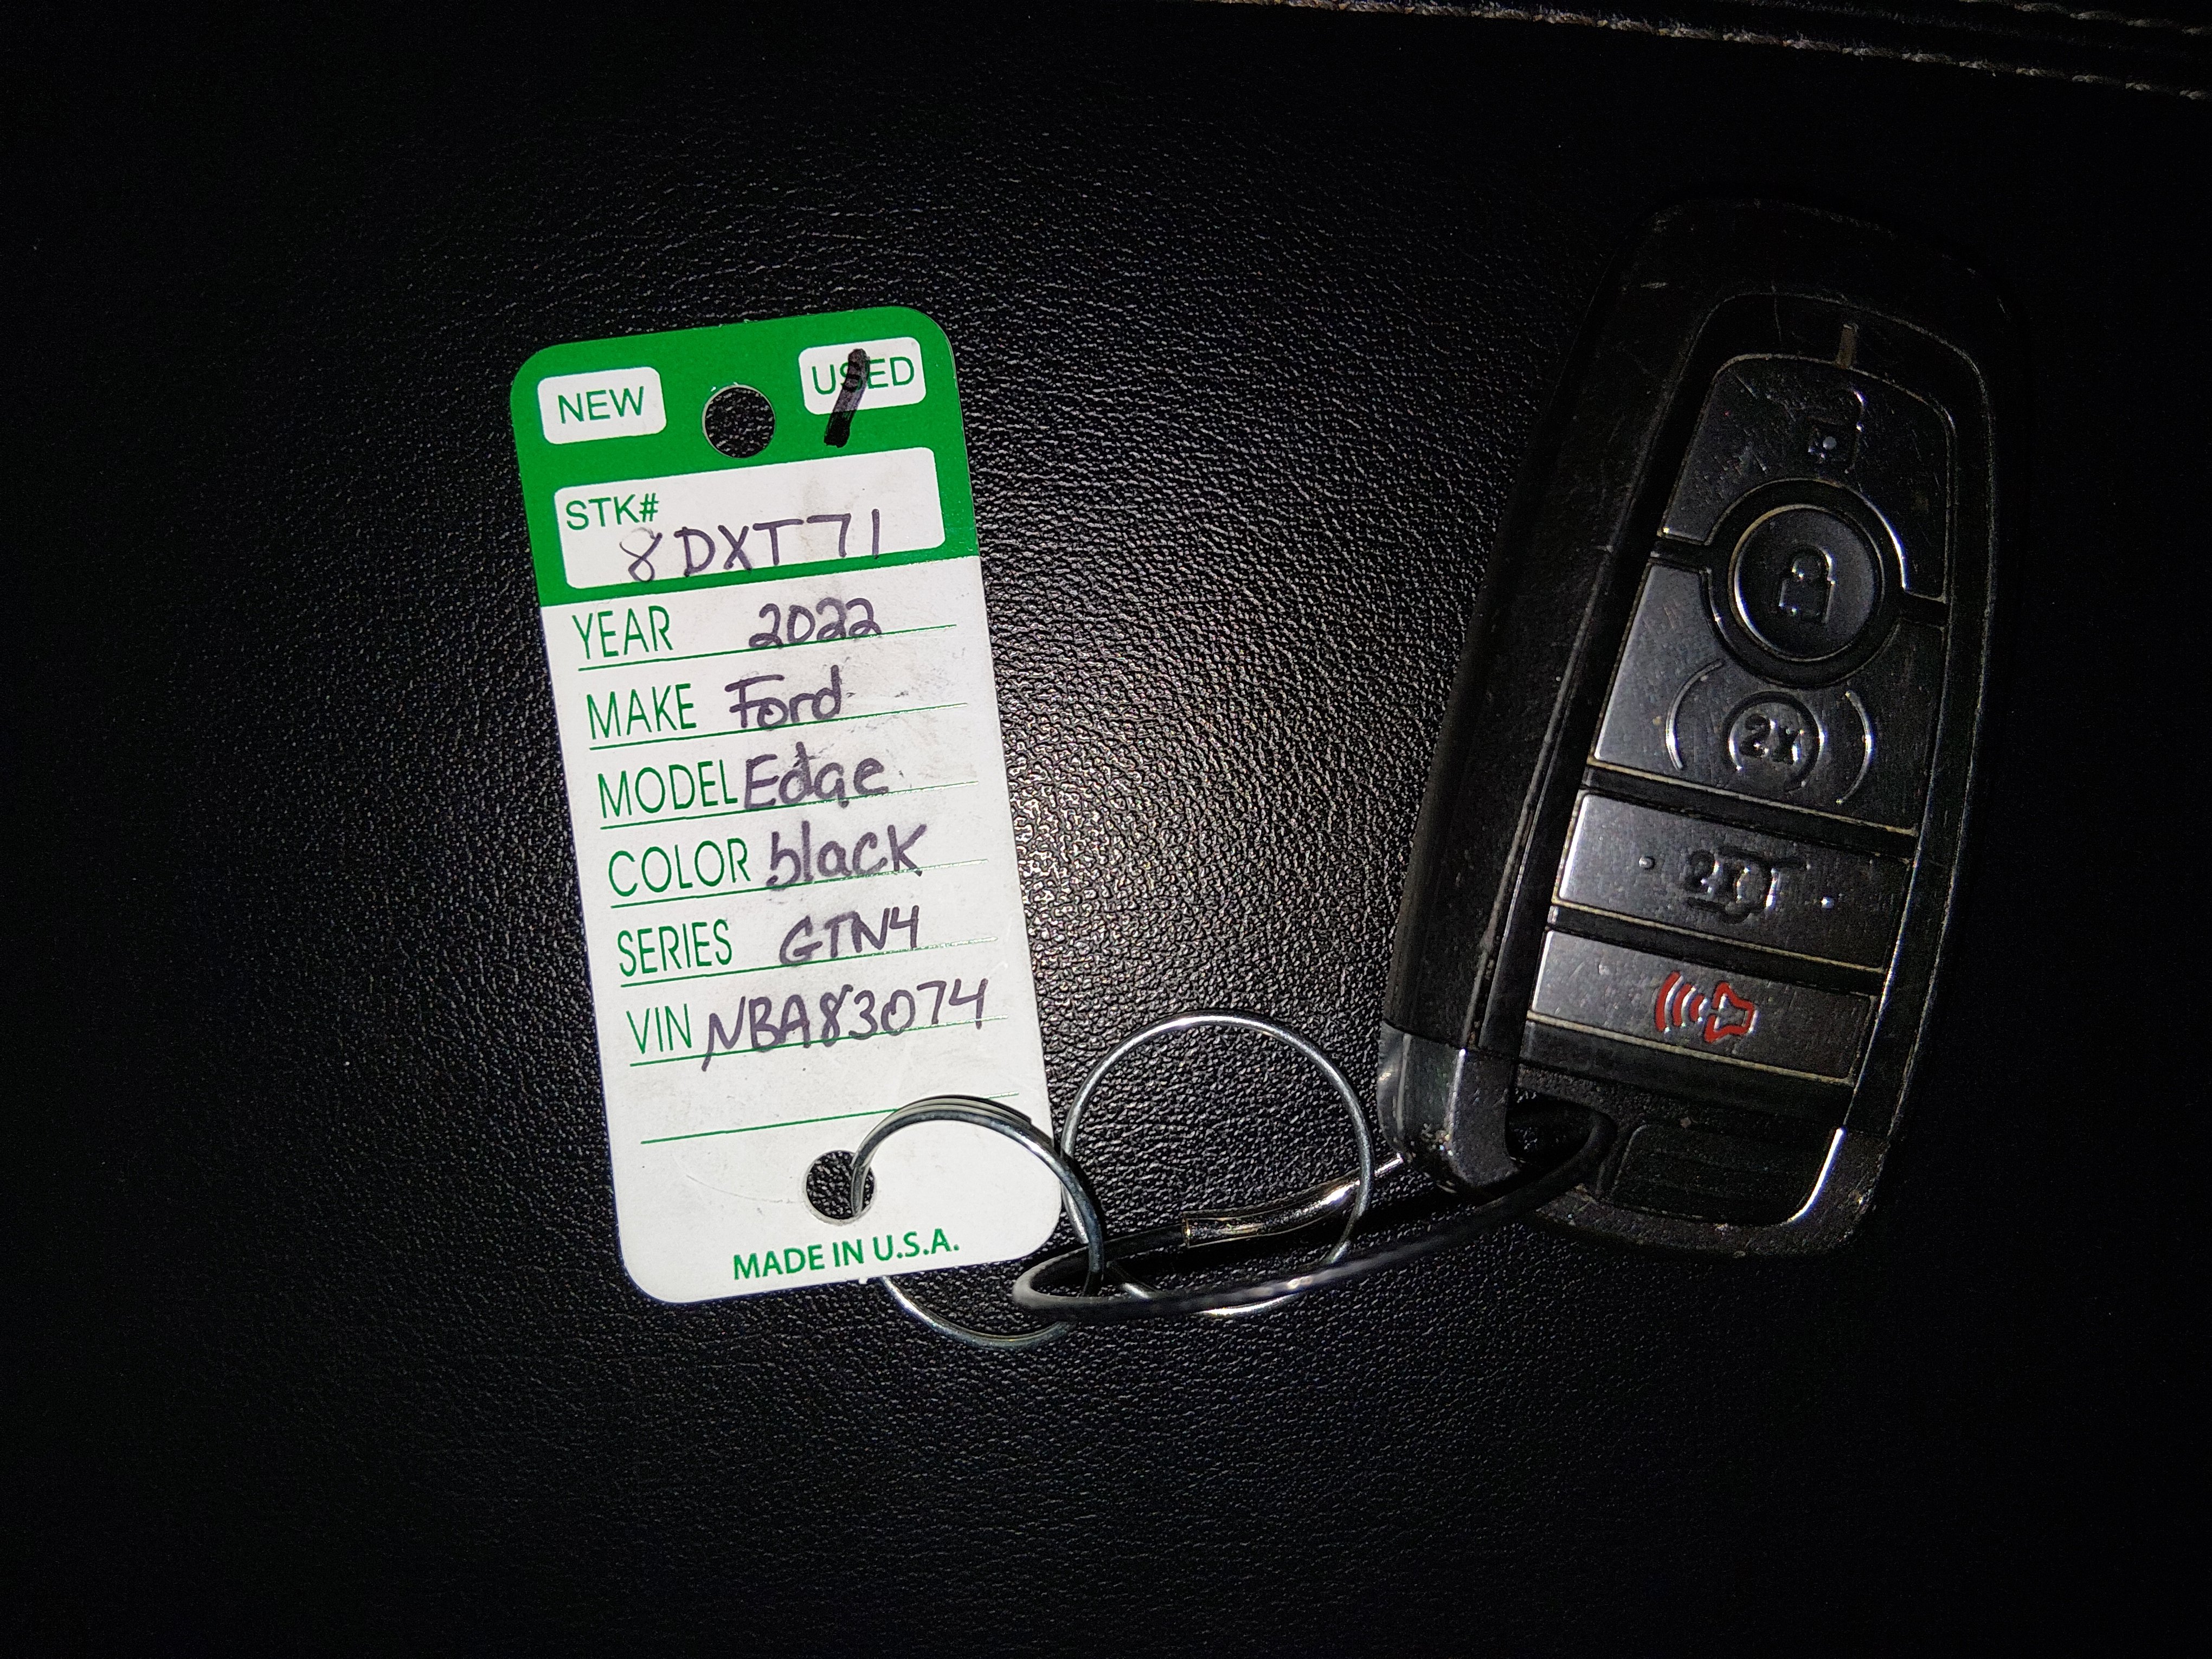 NEW USED
STK#
8DXT71
YEAR 2022
MAKE Ford
MODEL Edge
COLOR black
SERIES GTN4
VIN NBA83074
MADE IN U.S.A.
2X
2X